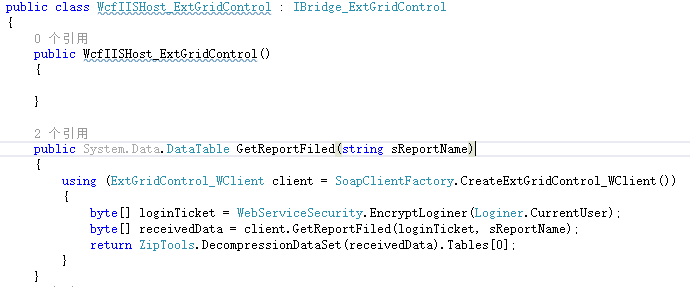 public class WcfIISHost_ExtGridControl : IBridge_ExtGridControl
{
0 个引用
public WcfIISHost_ExtGridControl()
{
}
2 个引用
public System.Data.DataTable GetReportFiled(string sReportName)
{
using (ExtGridControl_WClient client = SoapClientFactory.CreateExtGridControl_WClient())
{
byte[] loginTicket = WebServiceSecurity.EncryptLoginer(Loginer.CurrentUser);
byte[] receivedData = client.GetReportFiled(loginTicket, sReportName);
return ZipTools.DecompressionDataSet(receivedData).Tables[0];
}
}